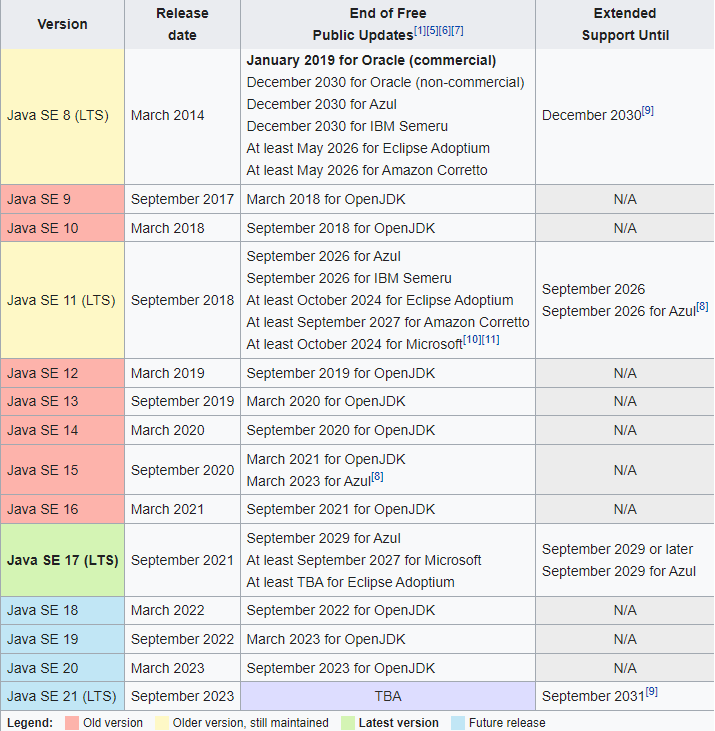 Version
Release
date
End of Free
Public Updates[1][5][6][7]
Extended
Support Until
Java SE 8 (LTS)
March 2014
January 2019 for Oracle (commercial)
December 2030 for Oracle (non-commercial)
December 2030 for Azul
December 2030 for IBM Semeru
At least May 2026 for Eclipse Adoptium
At least May 2026 for Amazon Corretto
December 2030[9]
Java SE 9
September 2017
March 2018 for OpenJDK
N/A
Java SE 10
March 2018
September 2018 for OpenJDK
N/A
Java SE 11 (LTS)
September 2018
September 2026 for Azul
September 2026 for IBM Semeru
At least October 2024 for Eclipse Adoptium
At least September 2027 for Amazon Corretto
At least October 2024 for Microsoft[10][11]
September 2026
September 2026 for Azul[8]
Java SE 12
March 2019
September 2019 for OpenJDK
N/A
Java SE 13
September 2019
March 2020 for OpenJDK
N/A
Java SE 14
March 2020
September 2020 for OpenJDK
N/A
Java SE 15
September 2020
March 2021 for OpenJDK
March 2023 for Azul[8]
N/A
Java SE 16
March 2021
September 2021 for OpenJDK
N/A
Java SE 17 (LTS)
September 2021
September 2029 for Azul
At least September 2027 for Microsoft
At least TBA for Eclipse Adoptium
September 2029 or later
September 2029 for Azul
Java SE 18
March 2022
September 2022 for OpenJDK
N/A
Java SE 19
September 2022
March 2023 for OpenJDK
N/A
Java SE 20
March 2023
September 2023 for OpenJDK
N/A
Java SE 21 (LTS)
September 2023
TBA
September 2031[9]
Legend: Old version Older version, still maintained Latest version Future release